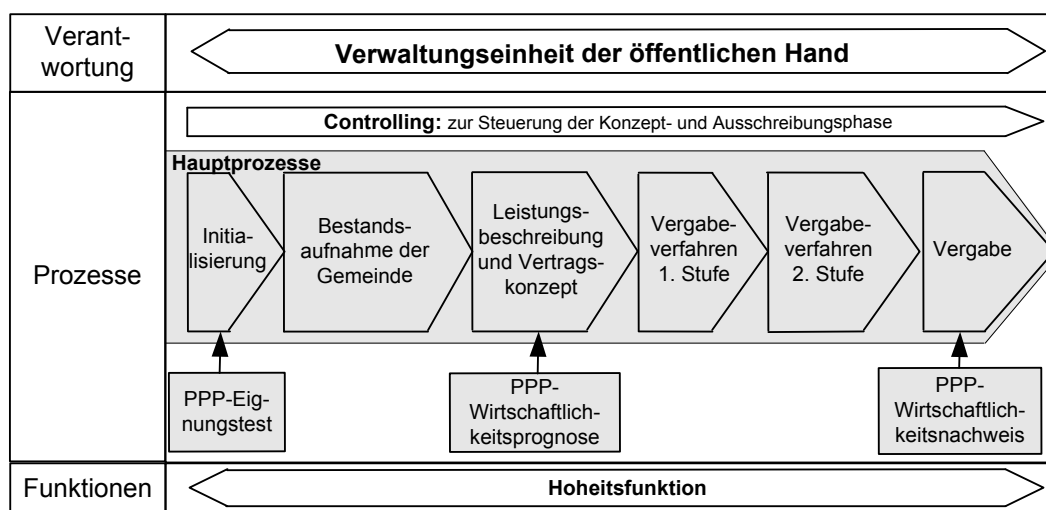 Verant-
wortung
Verwaltungseinheit der öffentlichen Hand
Prozesse
Controlling: zur Steuerung der Konzept- und Ausschreibungsphase
Hauptprozesse
Initia-
lisierung
Bestands-
aufnahme der
Gemeinde
Leistungs-
beschreibung
und Vertrags-
konzept
Vergabe-
verfahren
1. Stufe
Vergabe-
verfahren
2. Stufe
Vergabe
PPP-Eig-
nungstest
PPP-
Wirtschaftlich-
keitsprognose
PPP-
Wirtschaftlich-
keitsnachweis
Funktionen
Hoheitsfunktion